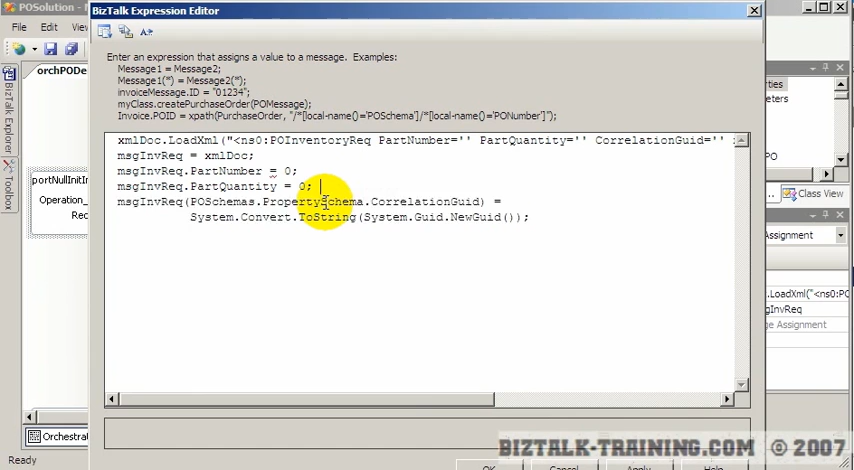 POSolution
BizTalk Expression Editor
File Edit
orchPODe
BizTalk Explorer
Toolbox
portNullInitIn
Operation_
Rec
Orchestrat
Ready
Enter an expression that assigns a value to a message. Examples:
Message1 = Message2;
Message1(*) = Message2(*);
invoiceMessage.ID = "01234";
myClass.createPurchaseOrder(POMessage);
Invoice.POID = xpath(PurchaseOrder, "/*[local-name()='POSchema']/*[local-name()='PONumber']");
xmlDoc.LoadXml("<ns0:POInventoryReq PartNumber='' PartQuantity='' CorrelationGuid=''
msgInvReq = xmlDoc;
msgInvReq.PartNumber = 0;
msgInvReq.PartQuantity = 0;
msgInvReq(POSchemas.PropertySchema.CorrelationGuid) =
System.Convert.ToString(System.Guid.NewGuid());
OK Cancel Apply Help
ties
meters
PO
Class View
Assignment
.LoadXml("<ns0:PO
msgInvReq
ge Assignment
BIZTALK-TRAINING.COM © 2007